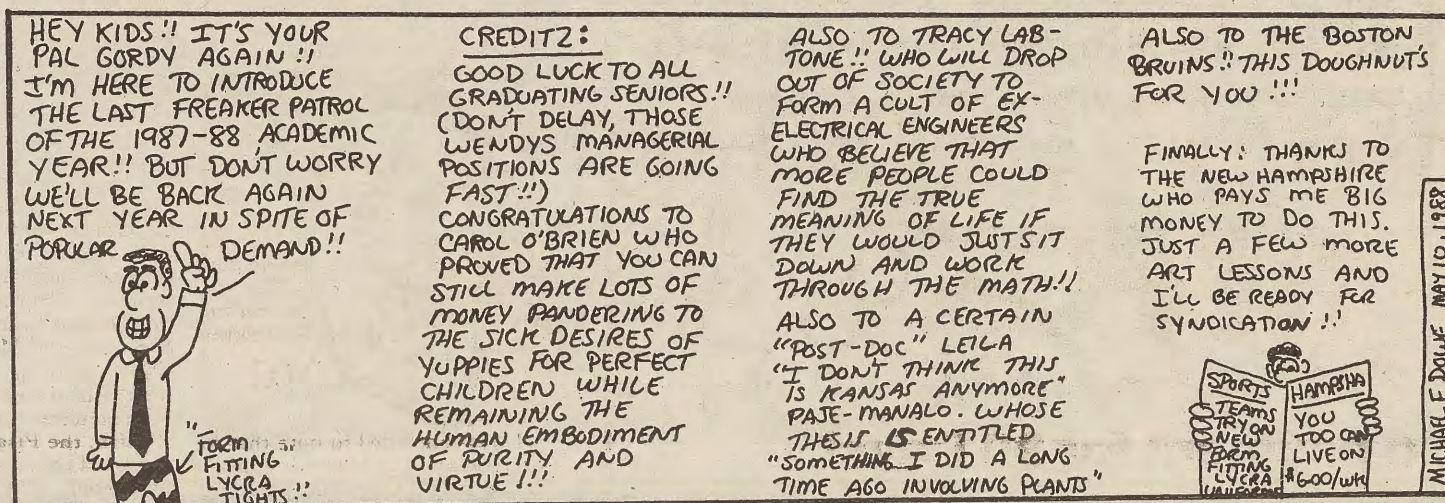 HEY KIDS!! IT'S YOUR
PAL GORDY AGAIN!!
I'M HERE TO INTRODUCE
THE LAST FREAKER PATROL
OF THE 1987-88 ACADEMIC
YEAR!! BUT DON'T WORRY
WE'LL BE BACK AGAIN
NEXT YEAR IN SPITE OF
POPULAR DEMAND!!
"FORM
FITTING
LYCRA
TIGHTS!!
CREDITZ:
GOOD LUCK TO ALL
GRADUATING SENIORS!!
(DON'T DELAY, THOSE
WENDYS MANAGERIAL
POSITIONS ARE GOING
FAST!!)
CONGRATULATIONS TO
CAROL O'BRIEN WHO
PROVED THAT YOU CAN
STILL MAKE LOTS OF
MONEY PANDERING TO
THE SICK DESIRES OF
YUPPIES FOR PERFECT
CHILDREN WHILE
REMAINING THE
HUMAN EMBODIMENT
OF PURITY AND
VIRTUE!!!
ALSO TO TRACY LAB-
TONE!! WHO WILL DROP
OUT OF SOCIETY TO
FORM A CULT OF EX-
ELECTRICAL ENGINEERS
WHO BELIEVE THAT
MORE PEOPLE COULD
FIND THE TRUE
MEANING OF LIFE IF
THEY WOULD JUST SIT
DOWN AND WORK
THROUGH THE MATH!!
ALSO TO A CERTAIN
"POST-DOC" LEILA
"I DON'T THINK THIS
IS KANSAS ANYMORE"
PAJE-MANALO. WHOSE
THESIS IS ENTITLED
"SOMETHING I DID A LONG
TIME AGO INVOLVING PLANTS"
ALSO TO THE BOSTON
BRUINS!! THIS DOUGHNUT'S
FOR YOU!!!
FINALLY: THANKS TO
THE NEW HAMPSHIRE
WHO PAYS ME BIG
MONEY TO DO THIS.
JUST A FEW MORE
ART LESSONS AND
I'LL BE READY FOR
SYNDICATION!!
SPORTS
TEAMS
TRY ON
NEW
FORM
FITTING
LYCRA
UNIFORMS
HAMPSHA
YOU
TOO CAN
LIVE ON
$600/WK
MICHAEL F DOWE MAY 10 1988